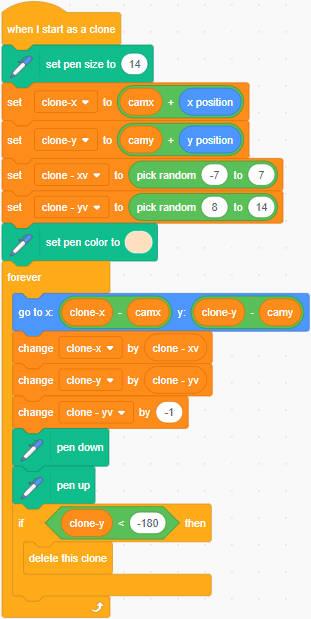 when I start as a clone
set pen size to 14
set clone-x to camx + x position
set clone-y to camy + y position
set clone - xv to pick random -7 to 7
set clone - yv to pick random 8 to 14
set pen color to
forever
go to x: clone-x - camx y: clone-y - camy
change clone-x by clone - xv
change clone-y by clone - yv
change clone - yv by -1
pen down
pen up
if clone-y < -180 then
delete this clone